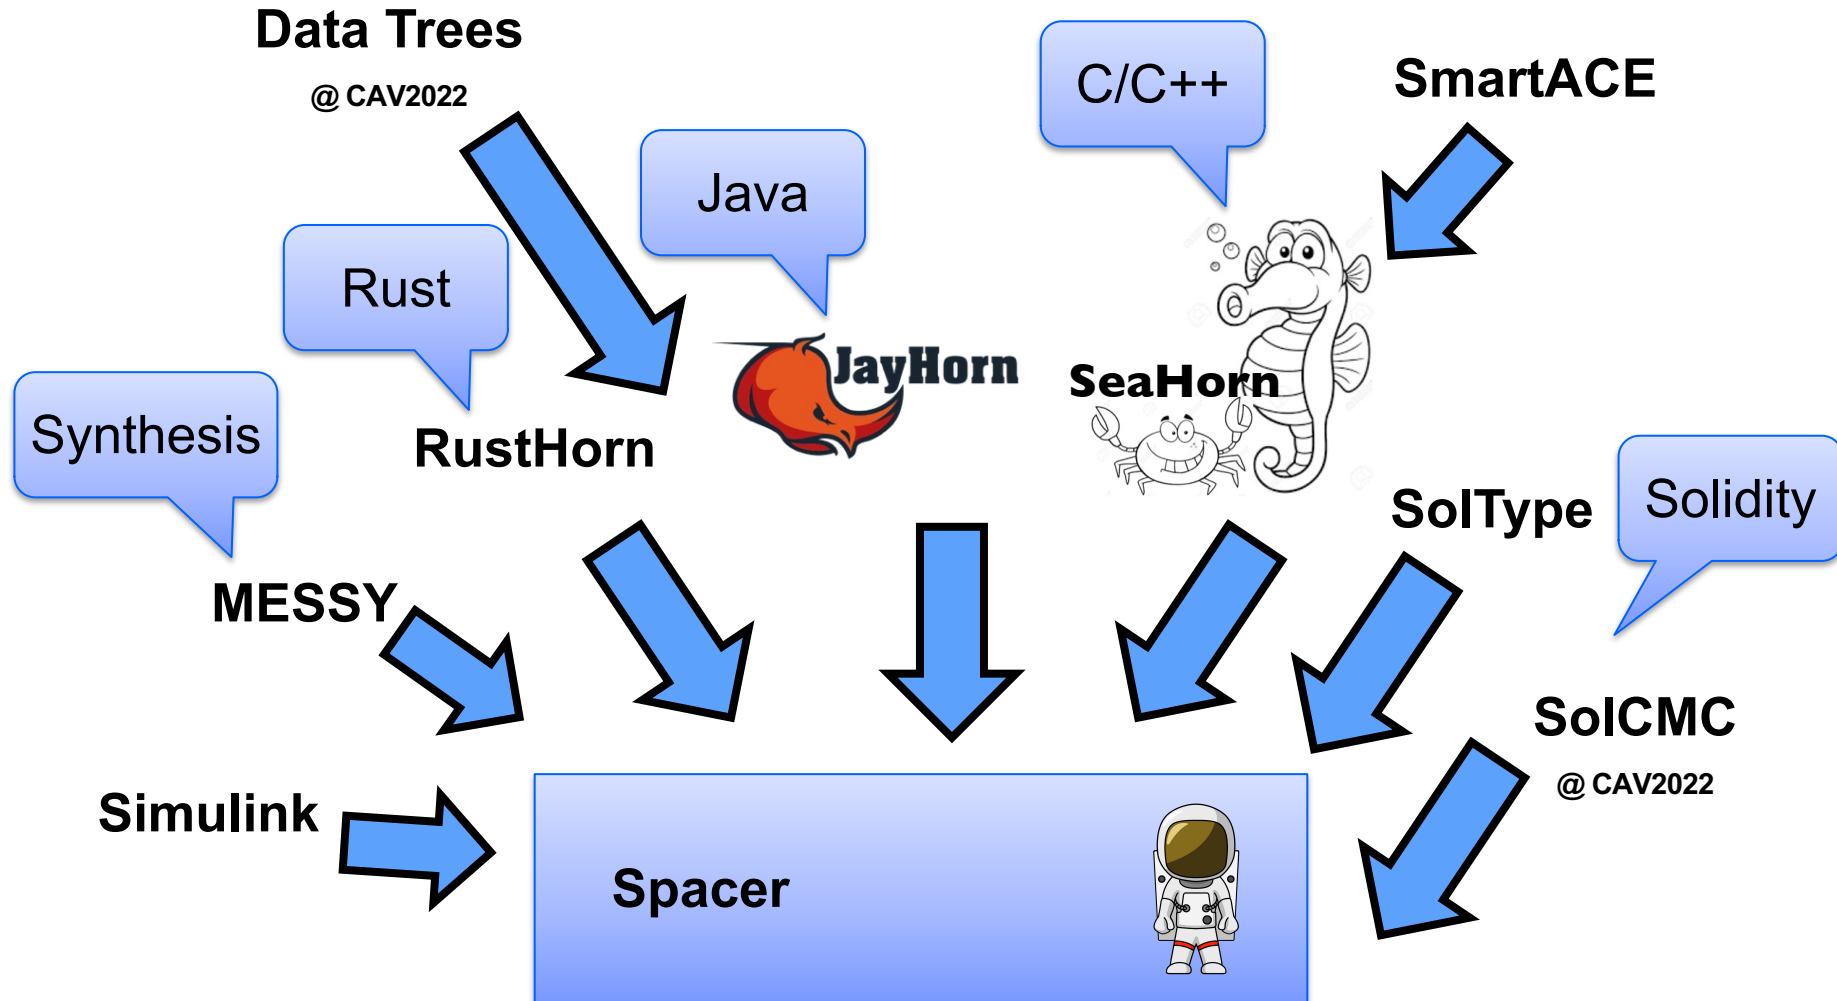 Data Trees
@ CAV2022
C/C++
SmartACE
Java
Rust
JayHorn
SeaHorn
Synthesis
RustHorn
SolType
Solidity
MESSY
SolCMC
@ CAV2022
Simulink
Spacer